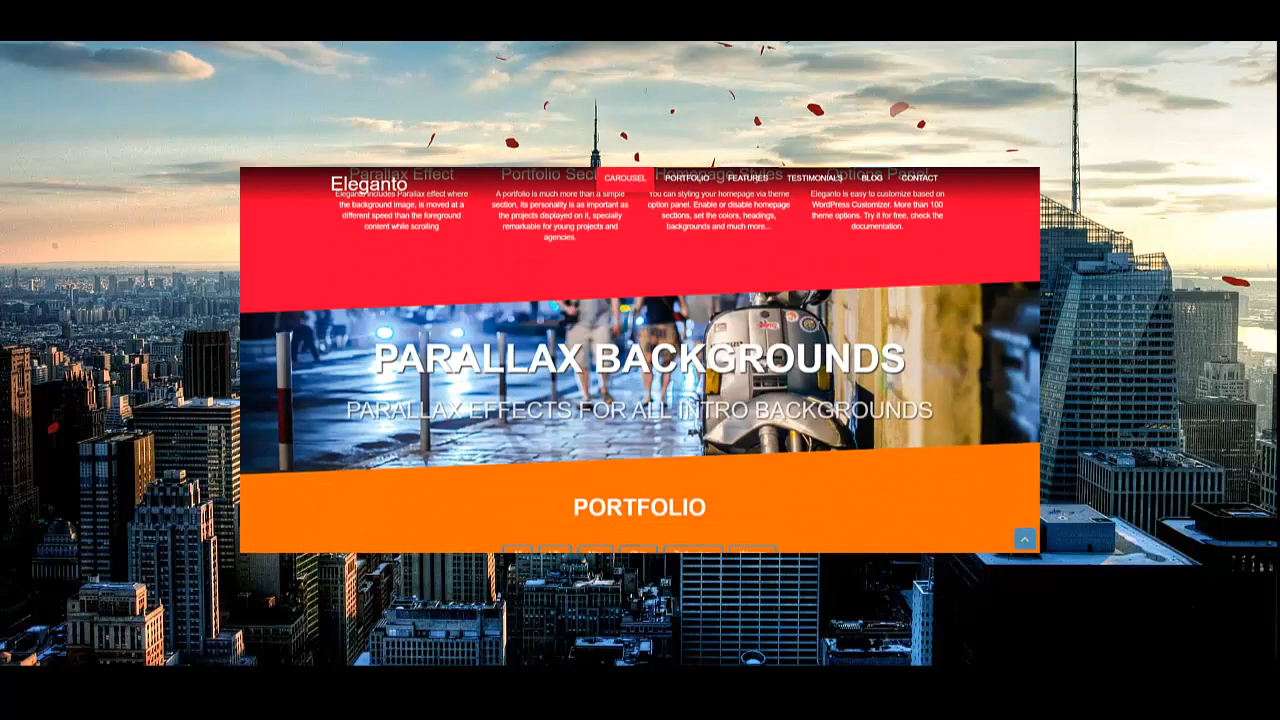 Eleganto
CAROUSEL PORTFOLIO FEATURES TESTIMONIALS BLOG CONTACT
Parallax Effect
Eleganto includes Parallax effect where
the background image, is moved at a
different speed than the foreground
content while scrolling
Portfolio Sect
A portfolio is much more than a simple
section, its personality is as important as
the projects displayed on it, specially
remarkable for young projects and
agencies.
Homepage Styles
You can styling your homepage via theme
option panel. Enable or disable homepage
sections, set the colors, headings,
backgrounds and much more...
Eleganto is easy to customize based on
WordPress Customizer. More than 100
theme options. Try it for free, check the
documentation.
PARALLAX BACKGROUNDS
PARALLAX EFFECTS FOR ALL INTRO BACKGROUNDS
PORTFOLIO